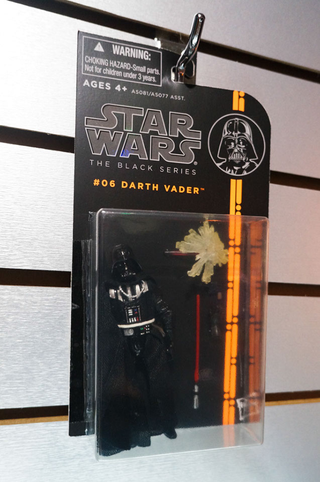 WARNING:
CHOKING HAZARD-Small parts.
Not for children under 3 years.
AGES 4+ A5081/A5077 ASST.
STAR
WARS
THE BLACK SERIES
#06 DARTH VADER™